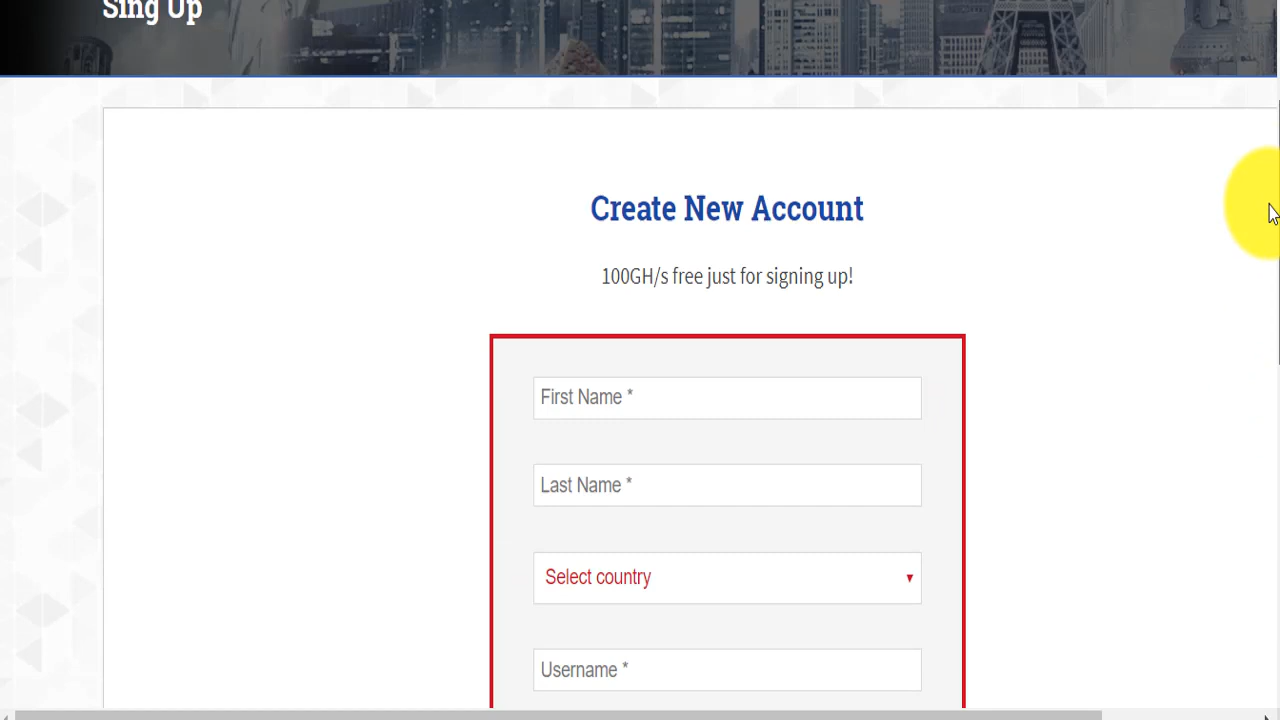 Sing Up
Create New Account
100GH/s free just for signing up!
First Name *
Last Name *
Select country
Username *